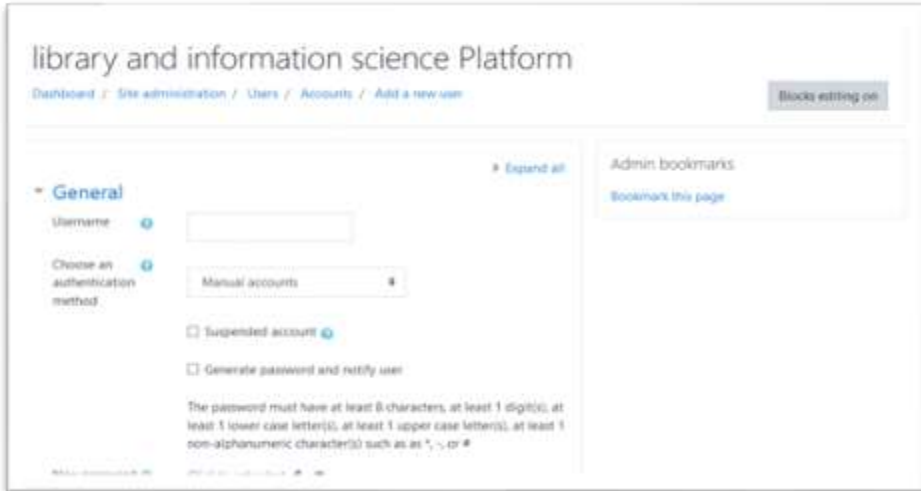 library and information science Platform
Dashboard / Site administration / Users / Accounts / Add a new user
Blocks editing on
Expand all
General
Username
Choose an
authentication
method
Manual accounts
Suspended account
Generate password and notify user
The password must have at least 8 characters, at least 1 digit(s), at
least 1 lower case letter(s), at least 1 upper case letter(s), at least 1
non-alphanumeric character(s) such as as *, -, or #
Admin bookmarks
Bookmark this page